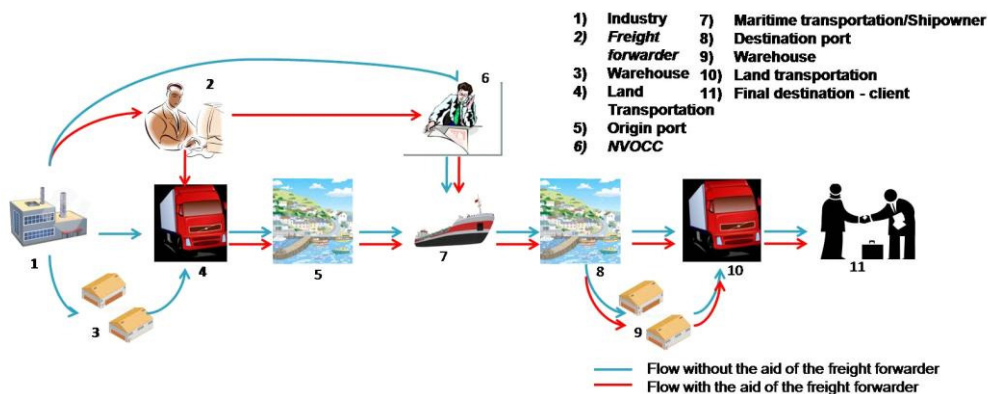 1) Industry
2) Freight
forwarder
3) Warehouse
4) Land
Transportation
5) Origin port
6) NVOCC
7) Maritime transportation/Shipowner
8) Destination port
9) Warehouse
10) Land transportation
11) Final destination - client
2
6
1
4
5
7
8
10
11
3
9
Flow without the aid of the freight forwarder
Flow with the aid of the freight forwarder